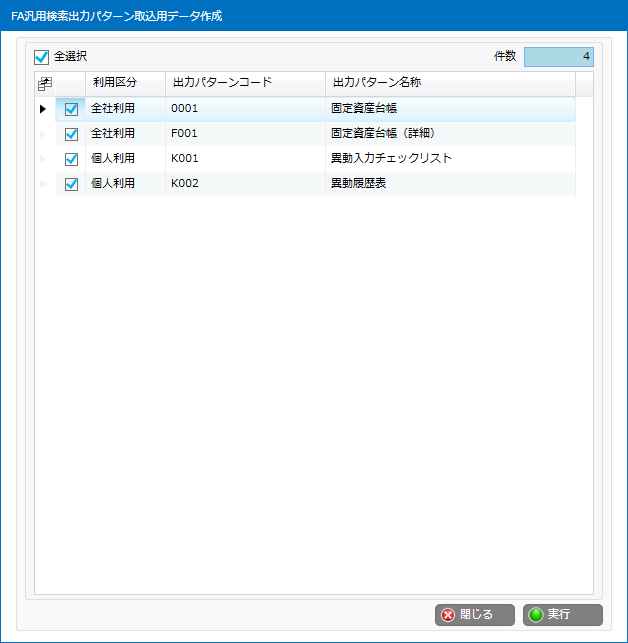 FA汎用検索出力パターン取込用データ作成
全選択 件数 4
利用区分 出力パターンコード 出力パターン名称
全社利用 0001 固定資産台帳
全社利用 F001 固定資産台帳（詳細）
個人利用 K001 異動入力チェックリスト
個人利用 K002 異動履歴表
閉じる 実行